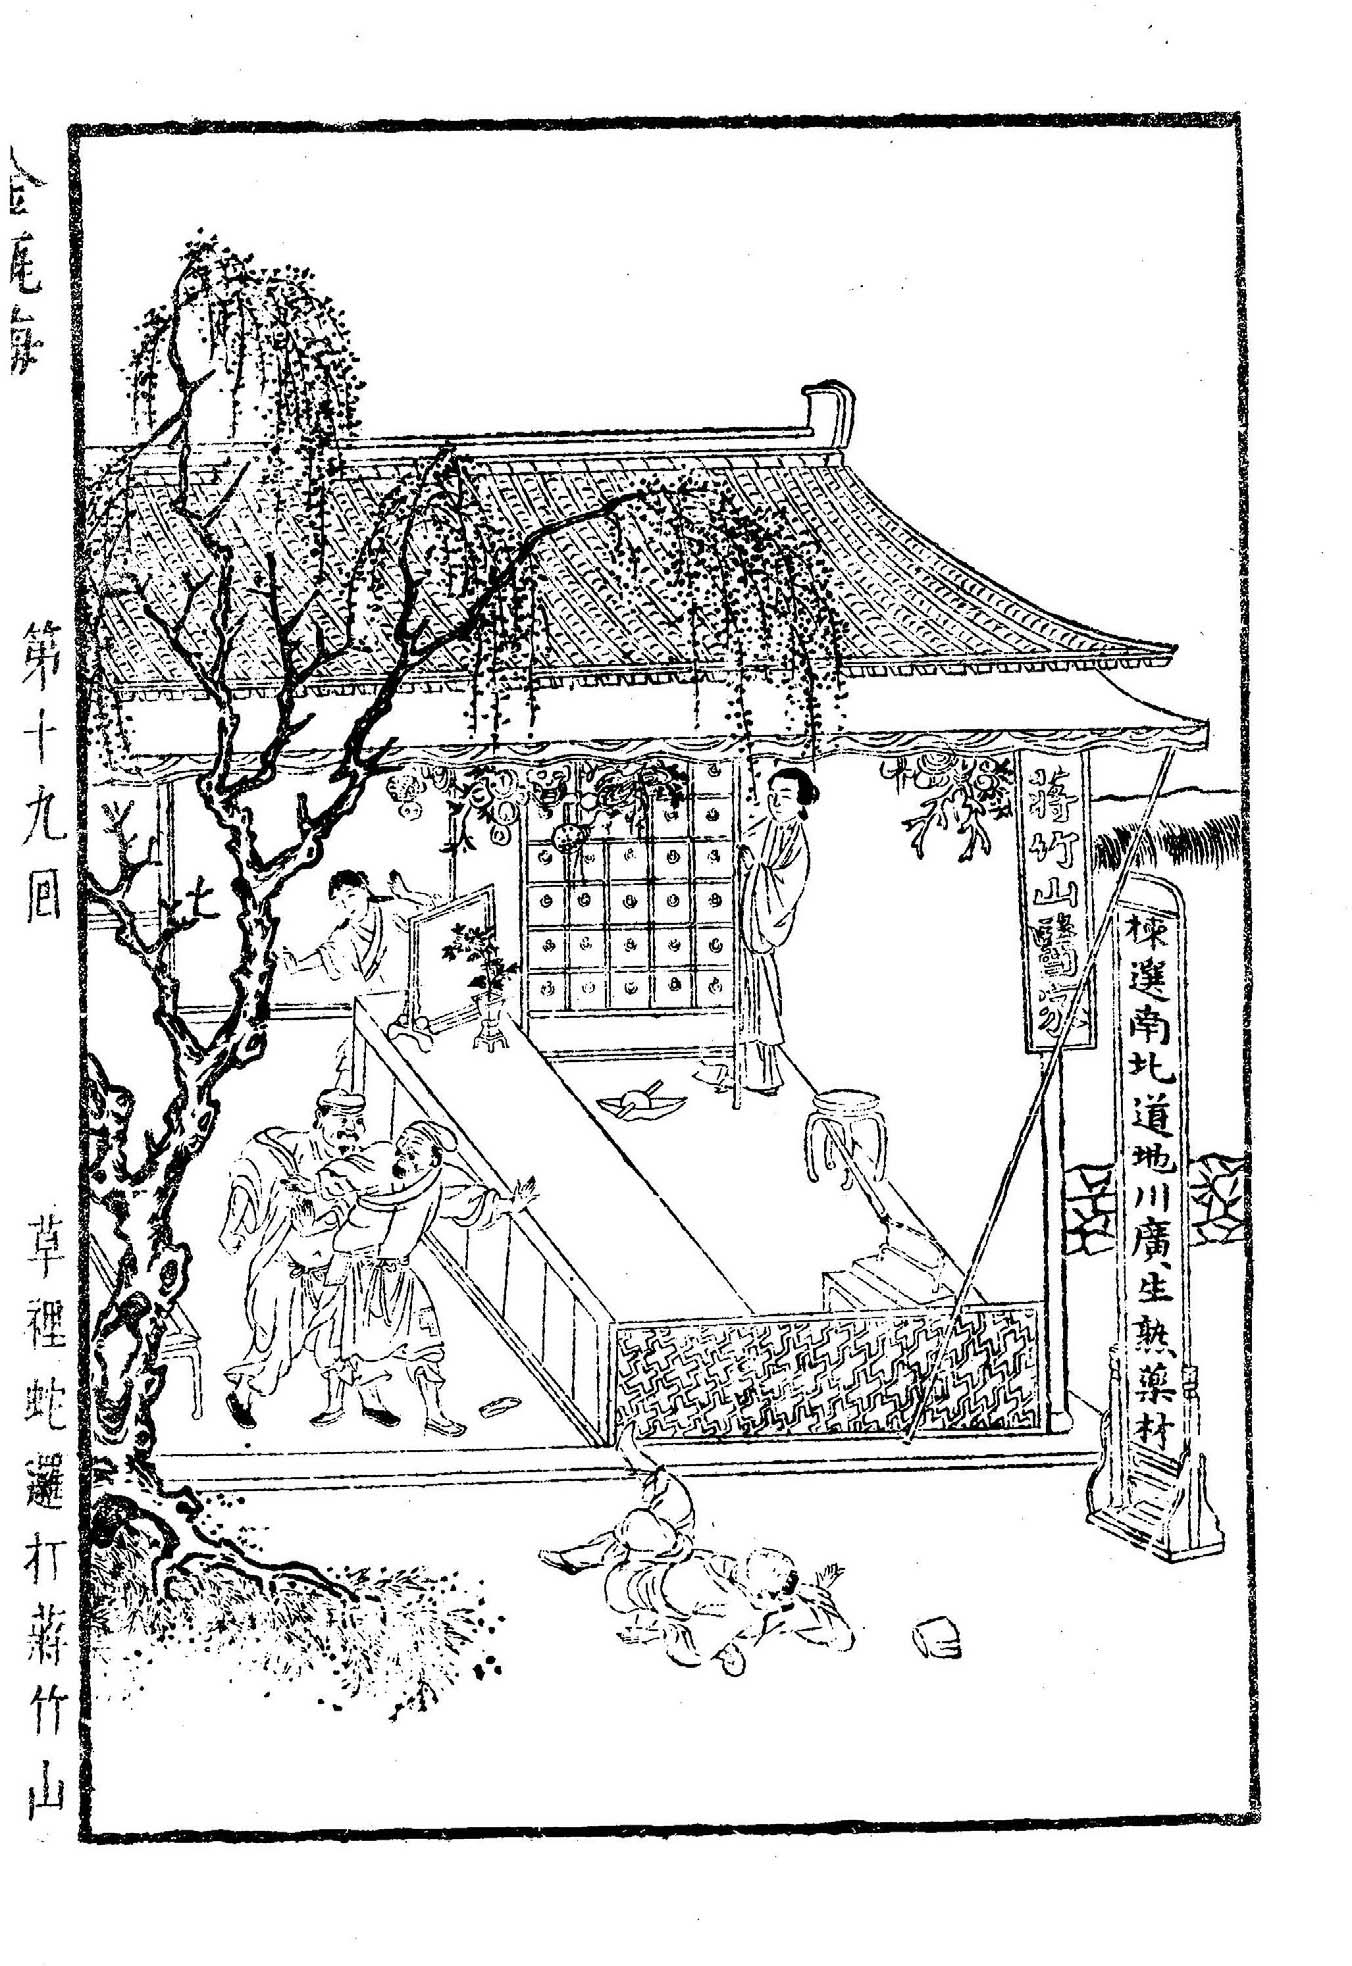 蔣竹山醫家
揀選南北道地川廣生熟藥材
金瓶梅
第十九回
草裡蛇邏打蔣竹山